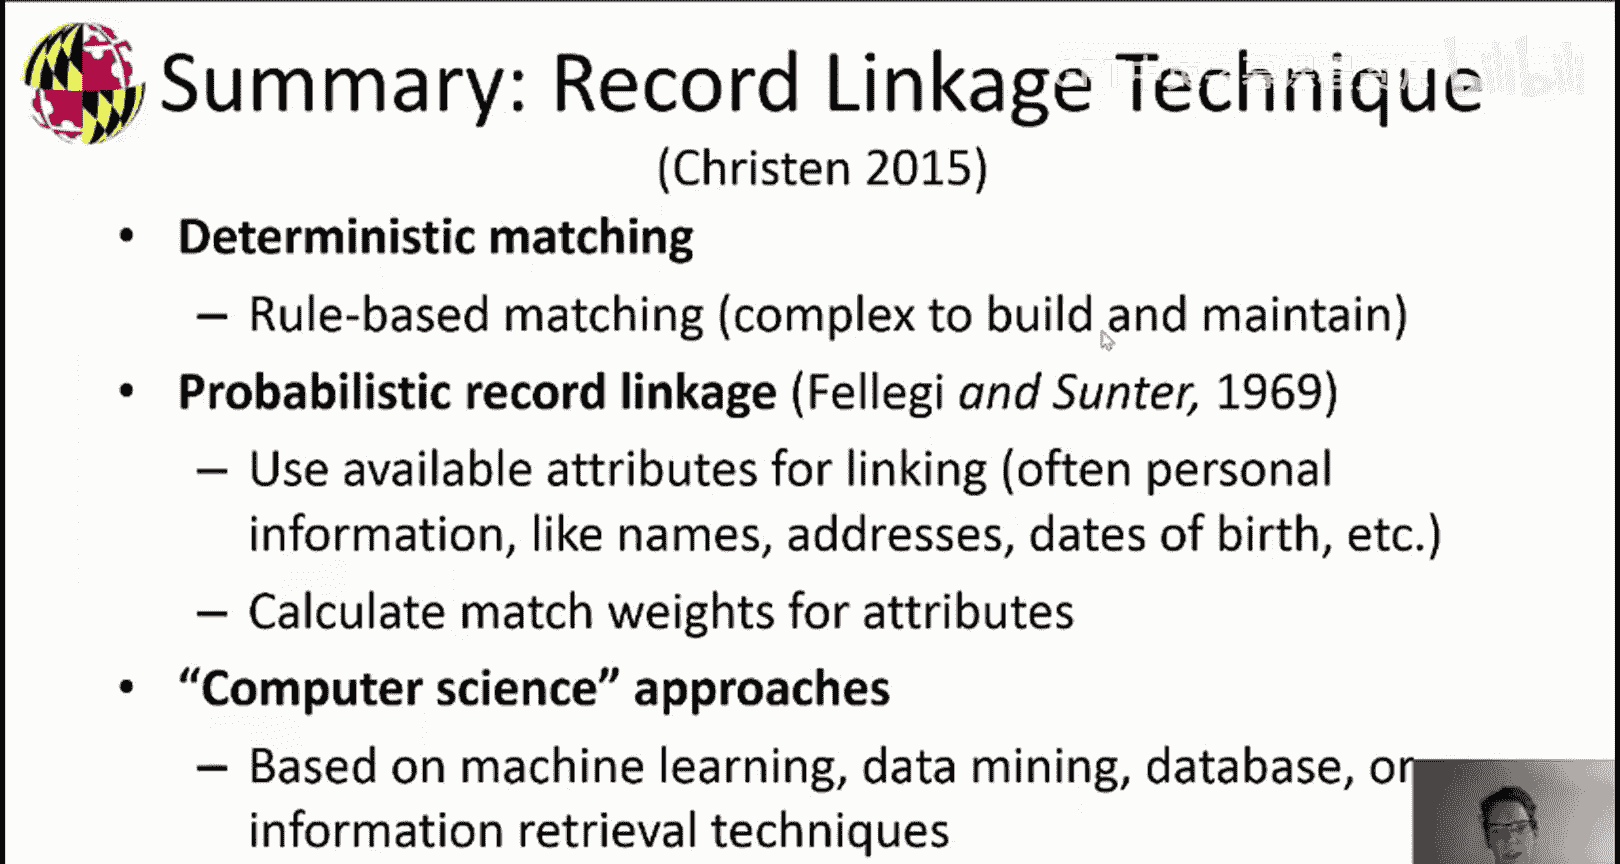 Summary: Record Linkage Technique
(Christen 2015)
• Deterministic matching
– Rule-based matching (complex to build and maintain)
• Probabilistic record linkage (Fellegi and Sunter, 1969)
– Use available attributes for linking (often personal
information, like names, addresses, dates of birth, etc.)
– Calculate match weights for attributes
• “Computer science” approaches
– Based on machine learning, data mining, database, or
information retrieval techniques
bilibili